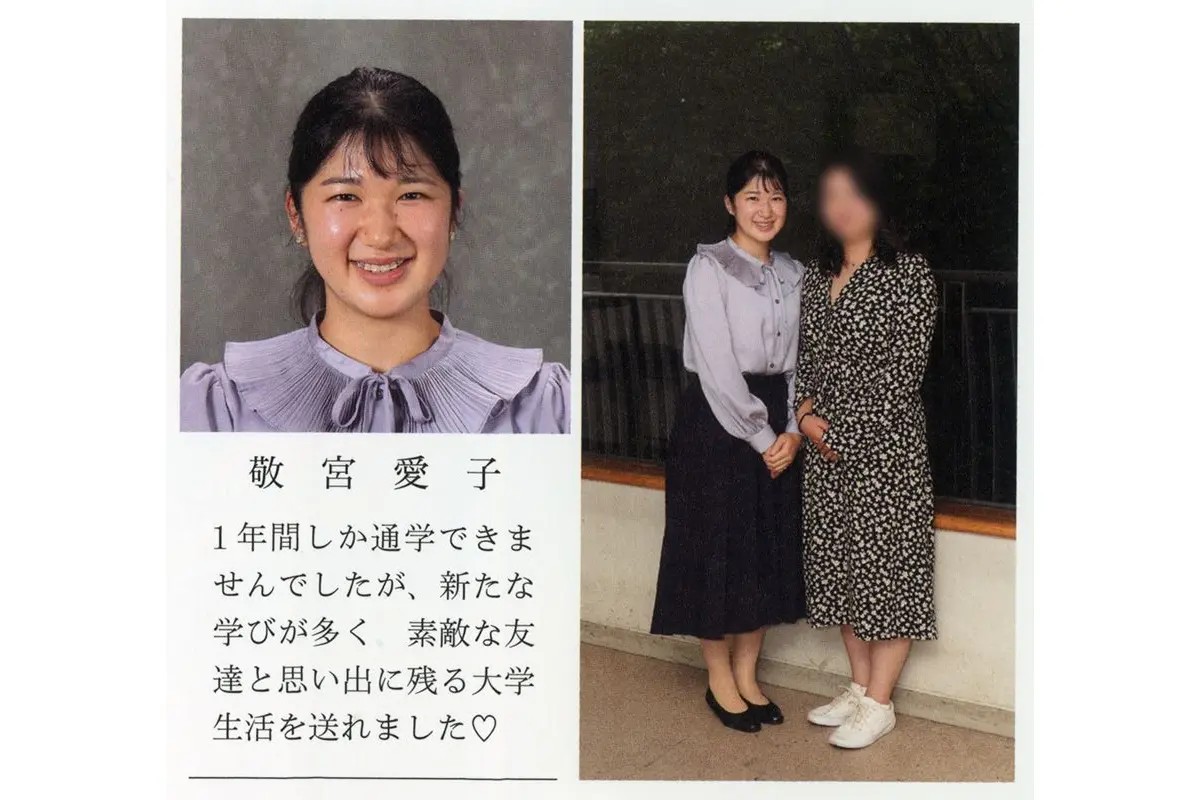 敬宮愛子
1年間しか通学できま
せんでしたが、新たな
学びが多く、素敵な友
達と思い出に残る大学
生活を送れました♡